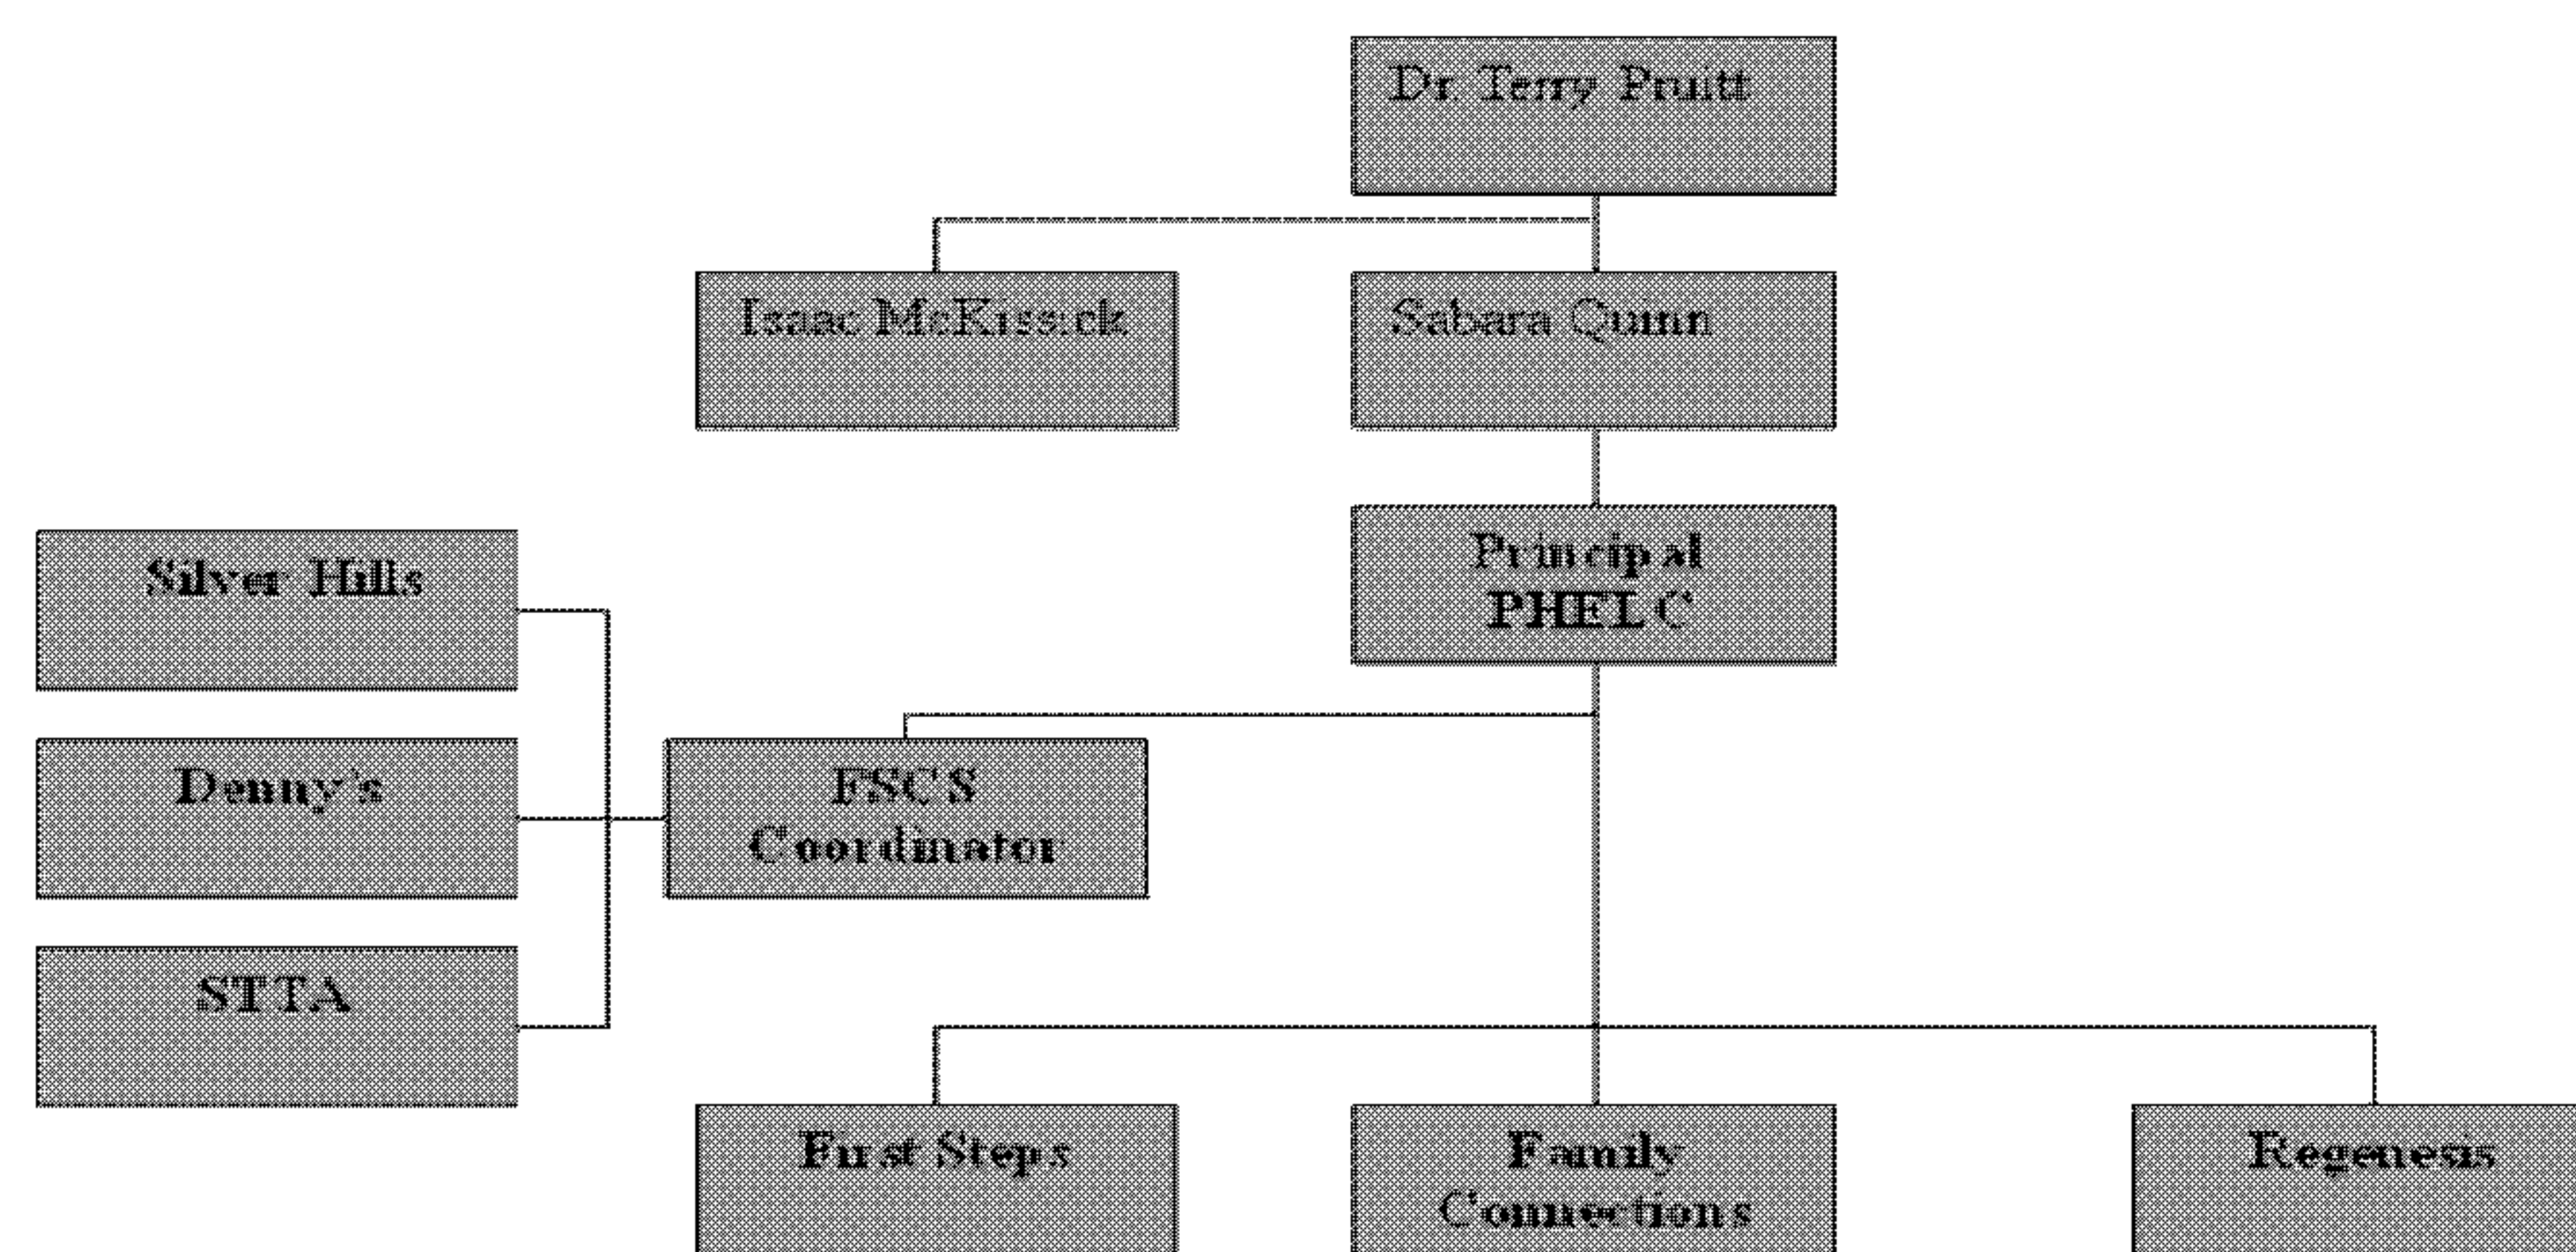 Dr. Terry Pruitt
Isaac McKissick
Sabara Quinn
Principal
PHELC
Silver Hills
Denny's
FSCS
Coordinator
STTA
First Steps
Family
Connections
Regenesis